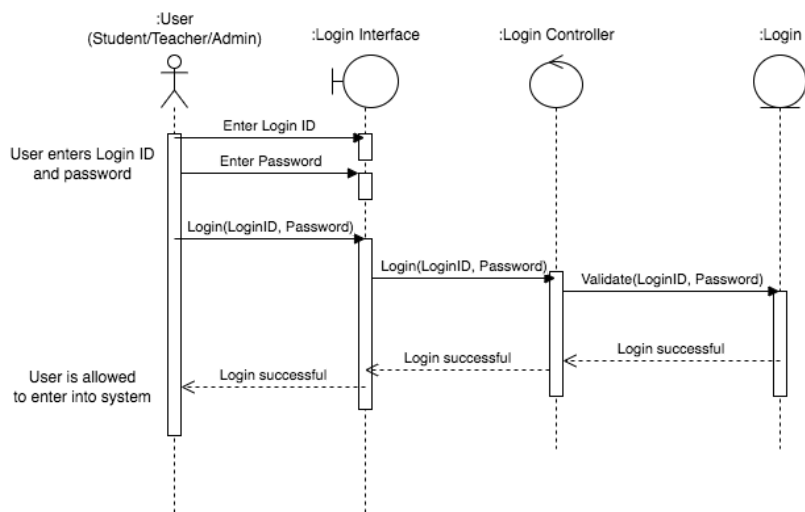 :User
(Student/Teacher/Admin)
:Login Interface
:Login Controller
:Login
Enter Login ID
User enters Login ID
and password
Enter Password
Login(LoginID, Password)
Login(LoginID, Password)
Validate(LoginID, Password)
Login successful
Login successful
Login successful
User is allowed
to enter into system